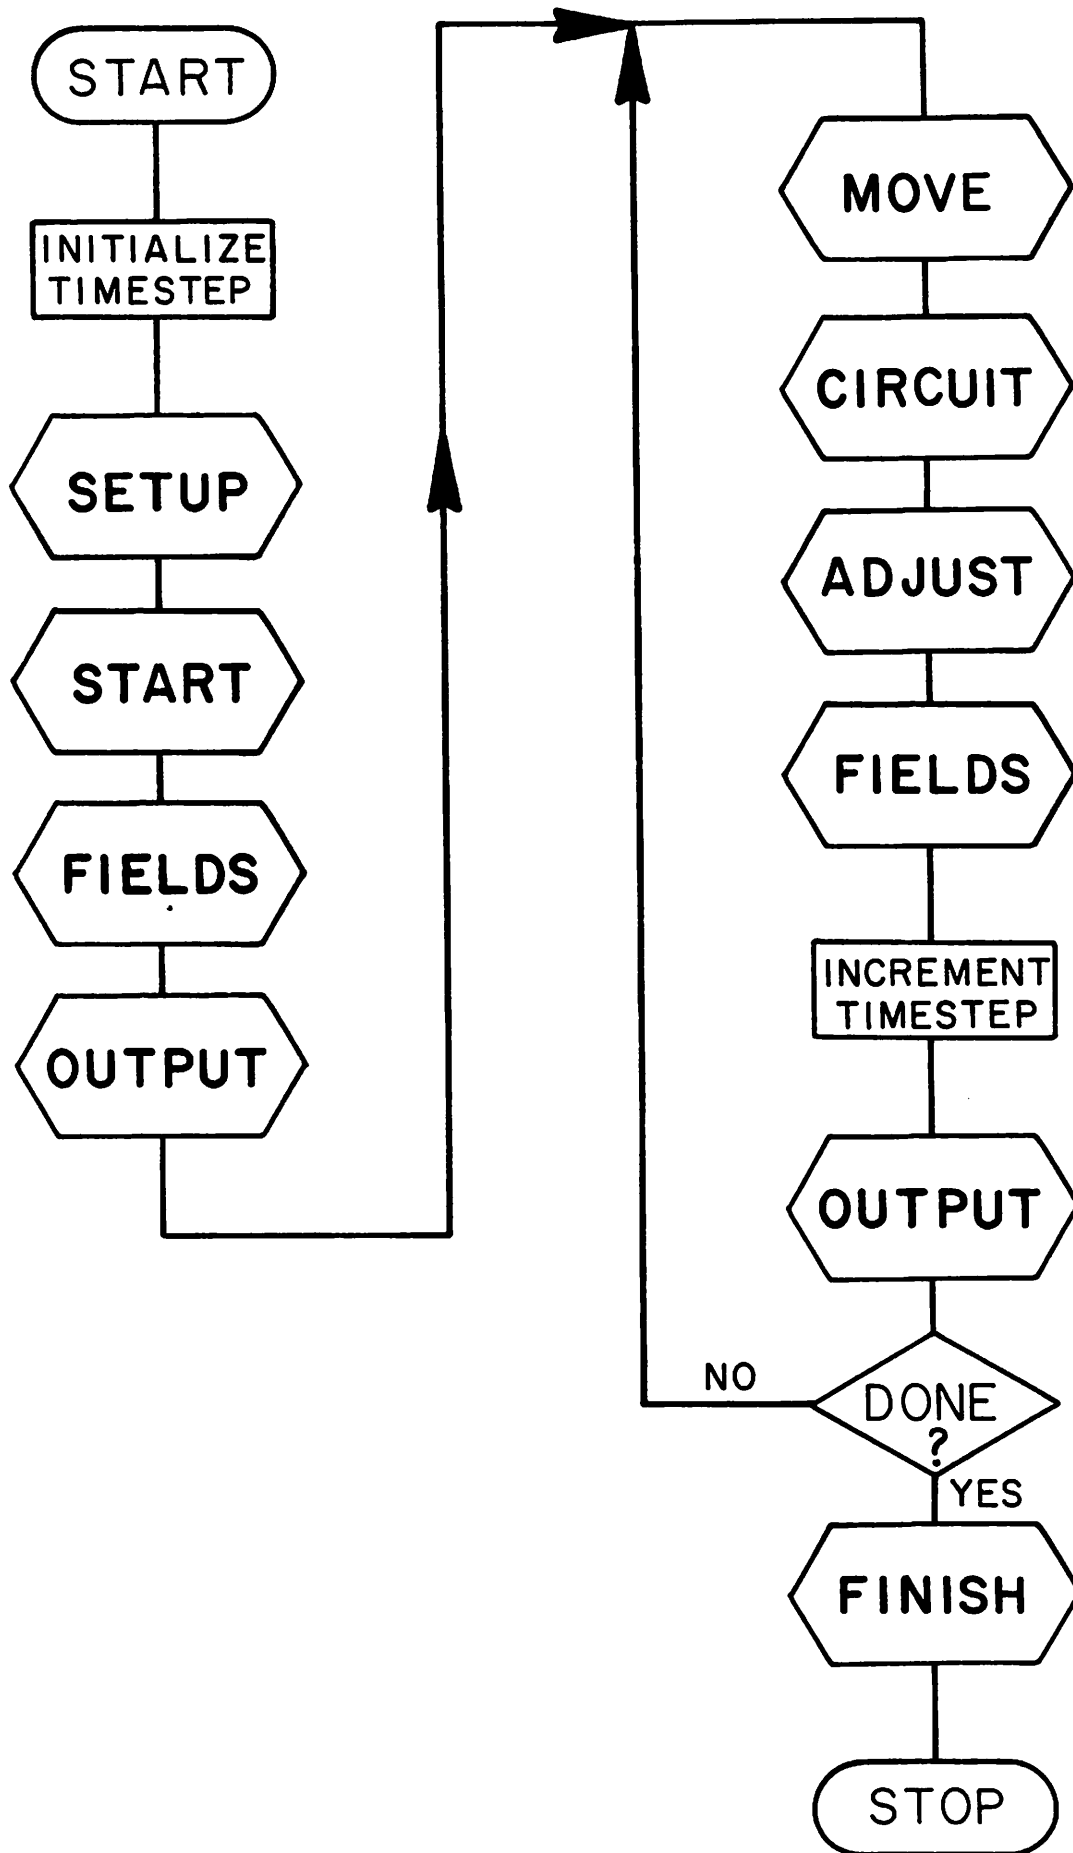 START
INITIALIZE
TIMESTEP
SETUP
START
FIELDS
OUTPUT
MOVE
CIRCUIT
ADJUST
FIELDS
INCREMENT
TIMESTEP
OUTPUT
DONE
?
NO
YES
FINISH
STOP